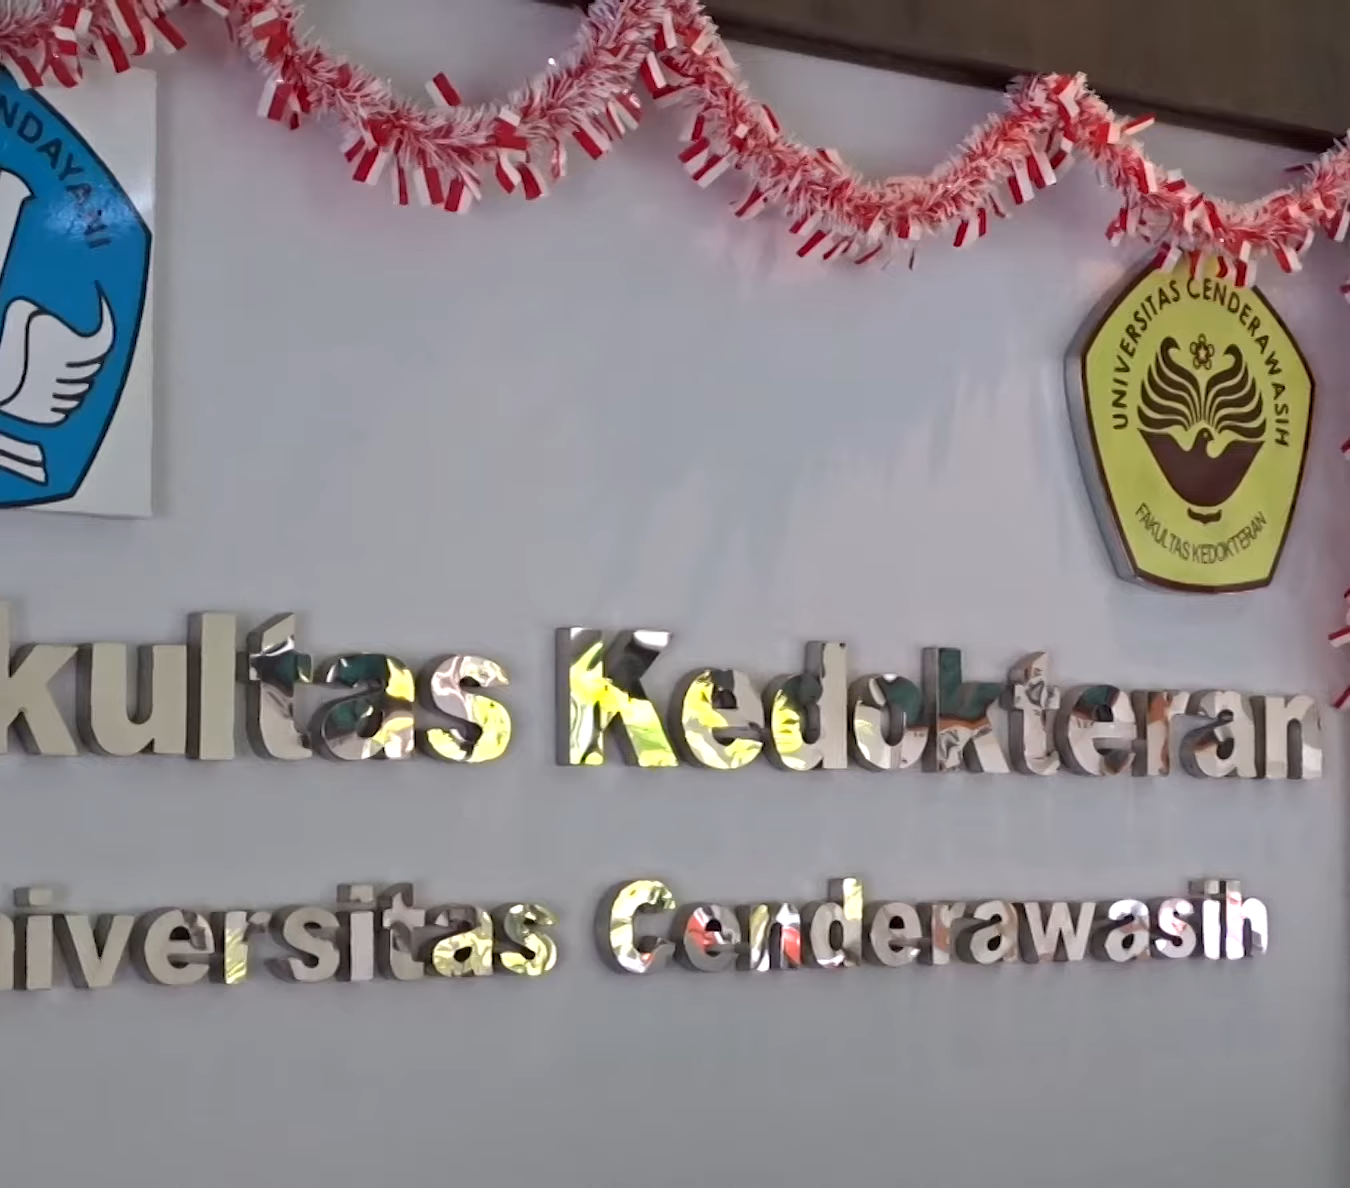 NDAYANI
UNIVERSITAS CENDERAWASIH
FAKULTAS KEDOKTERAN
kultas Kedokteran
niversitas Cenderawasih